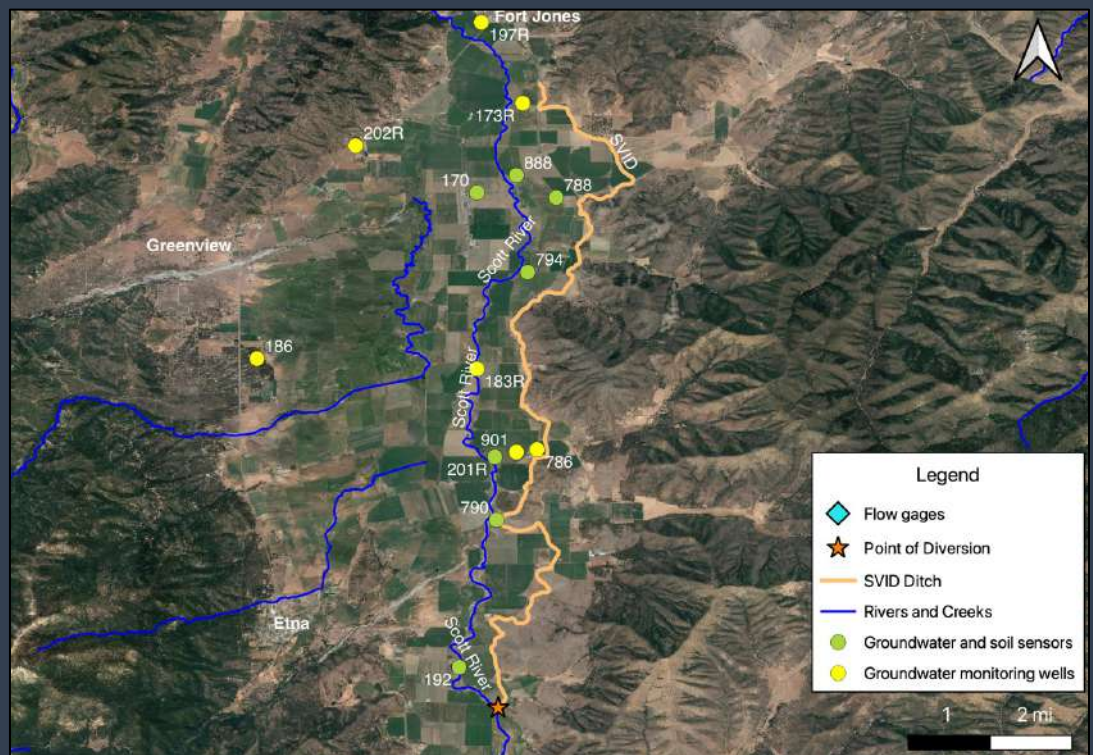 Fort Jones
197R
173R
202R
SVID
888
170
788
Greenview
Scott River
794
186
183R
Scott River
901
786
201R
790
Etna
Scott River
192
Legend
Flow gages
Point of Diversion
SVID Ditch
Rivers and Creeks
Groundwater and soil sensors
Groundwater monitoring wells
1 2 mi